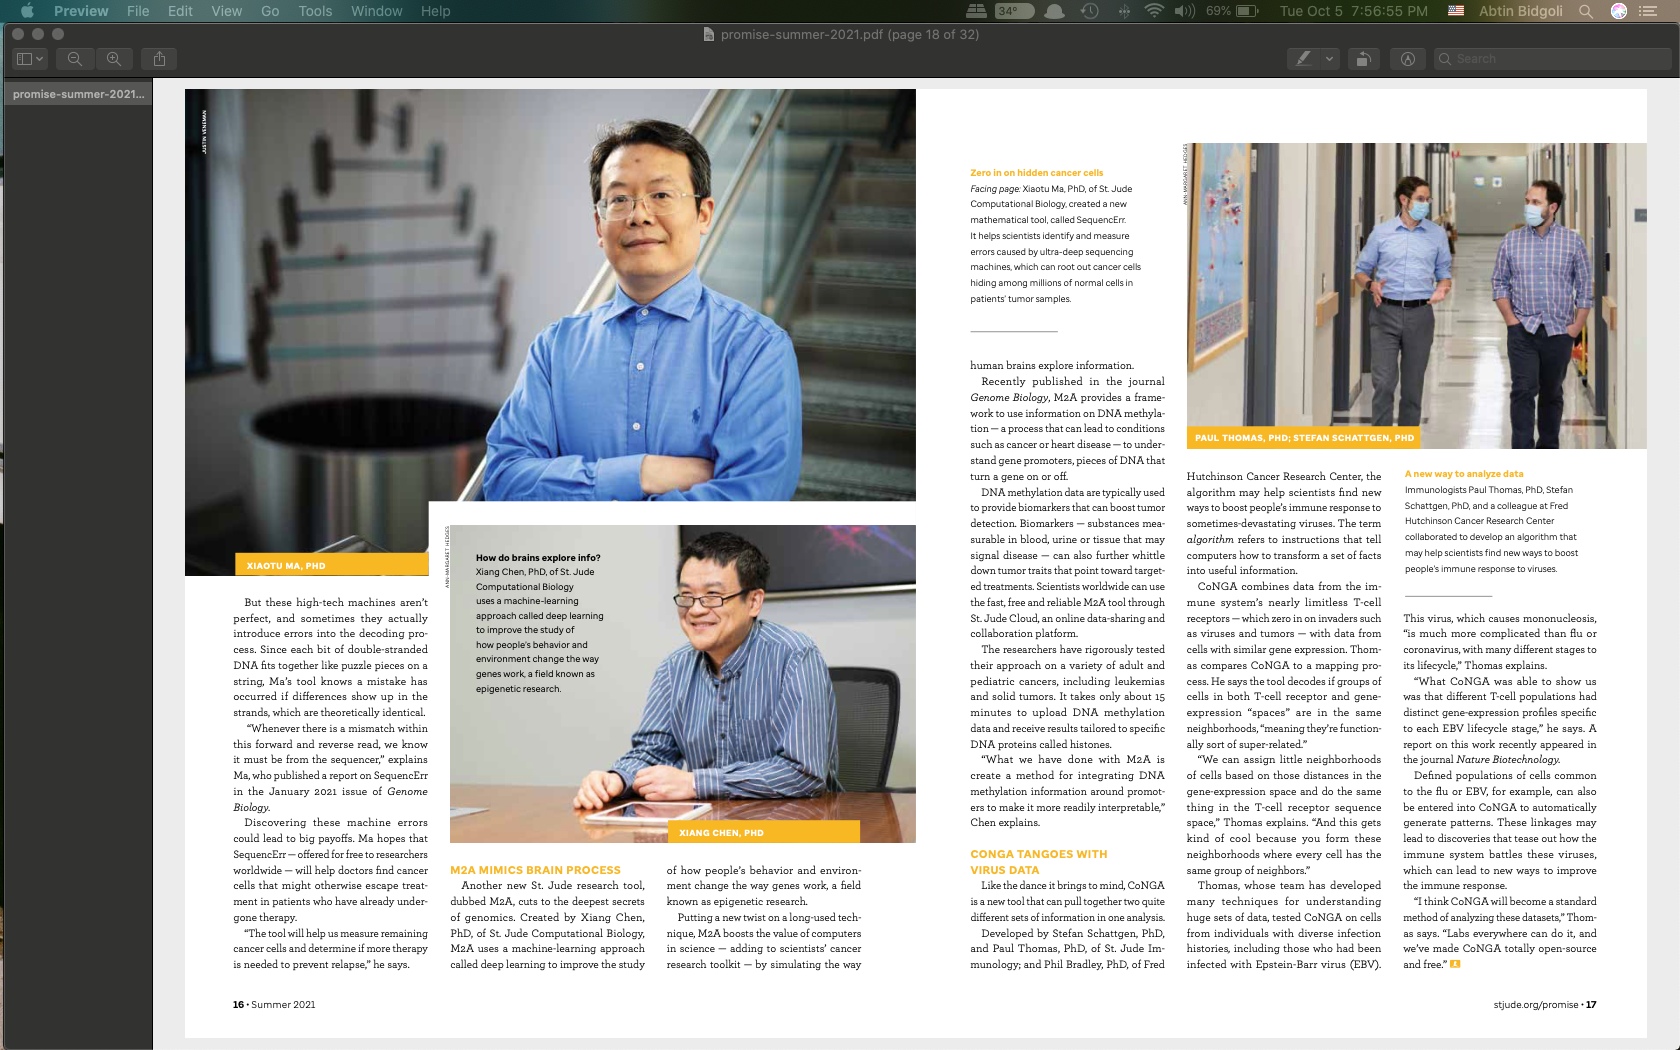 Preview File Edit View Go Tools Window Help
34°
69%
Tue Oct 5 7:56:55 PM
Abtin Bidgoli
promise-summer-2021.pdf (page 18 of 32)
Search
promise-summer-2021...
JUSTIN VENEMAN
XIAOTU MA, PHD
But these high-tech machines aren't
perfect, and sometimes they actually
introduce errors into the decoding pro-
cess. Since each bit of double-stranded
DNA fits together like puzzle pieces on a
string, Ma's tool knows a mistake has
occurred if differences show up in the
strands, which are theoretically identical.
"Whenever there is a mismatch within
this forward and reverse read, we know
it must be from the sequencer," explains
Ma, who published a report on SequencErr
in the January 2021 issue of Genome
Biology.
Discovering these machine errors
could lead to big payoffs. Ma hopes that
SequencErr — offered for free to researchers
worldwide — will help doctors find cancer
cells that might otherwise escape treat-
ment in patients who have already under-
gone therapy.
"The tool will help us measure remaining
cancer cells and determine if more therapy
is needed to prevent relapse," he says.
ANN-MARGARET HEDGES
How do brains explore info?
Xiang Chen, PhD, of St. Jude
Computational Biology
uses a machine-learning
approach called deep learning
to improve the study of
how people's behavior and
environment change the way
genes work, a field known as
epigenetic research.
XIANG CHEN, PHD
M2A MIMICS BRAIN PROCESS
Another new St. Jude research tool,
dubbed M2A, cuts to the deepest secrets
of genomics. Created by Xiang Chen,
PhD, of St. Jude Computational Biology,
M2A uses a machine-learning approach
called deep learning to improve the study
of how people's behavior and environ-
ment change the way genes work, a field
known as epigenetic research.
Putting a new twist on a long-used tech-
nique, M2A boosts the value of computers
in science — adding to scientists' cancer
research toolkit — by simulating the way
16 • Summer 2021
Zero in on hidden cancer cells
Facing page: Xiaotu Ma, PhD, of St. Jude
Computational Biology, created a new
mathematical tool, called SequencErr.
It helps scientists identify and measure
errors caused by ultra-deep sequencing
machines, which can root out cancer cells
hiding among millions of normal cells in
patients' tumor samples.
human brains explore information.
Recently published in the journal
Genome Biology, M2A provides a frame-
work to use information on DNA methyla-
tion — a process that can lead to conditions
such as cancer or heart disease — to under-
stand gene promoters, pieces of DNA that
turn a gene on or off.
DNA methylation data are typically used
to provide biomarkers that can boost tumor
detection. Biomarkers — substances mea-
surable in blood, urine or tissue that may
signal disease — can also further whittle
down tumor traits that point toward target-
ed treatments. Scientists worldwide can use
the fast, free and reliable M2A tool through
St. Jude Cloud, an online data-sharing and
collaboration platform.
The researchers have rigorously tested
their approach on a variety of adult and
pediatric cancers, including leukemias
and solid tumors. It takes only about 15
minutes to upload DNA methylation
data and receive results tailored to specific
DNA proteins called histones.
"What we have done with M2A is
create a method for integrating DNA
methylation information around promot-
ers to make it more readily interpretable,"
Chen explains.
CONGA TANGOES WITH
VIRUS DATA
Like the dance it brings to mind, CoNGA
is a new tool that can pull together two quite
different sets of information in one analysis.
Developed by Stefan Schattgen, PhD,
and Paul Thomas, PhD, of St. Jude Im-
munology; and Phil Bradley, PhD, of Fred
ANN-MARGARET HEDGES
PAUL THOMAS, PHD; STEFAN SCHATTGEN, PHD
Hutchinson Cancer Research Center, the
algorithm may help scientists find new
ways to boost people's immune response to
sometimes-devastating viruses. The term
algorithm refers to instructions that tell
computers how to transform a set of facts
into useful information.
CoNGA combines data from the im-
mune system's nearly limitless T-cell
receptors — which zero in on invaders such
as viruses and tumors — with data from
cells with similar gene expression. Thom-
as compares CoNGA to a mapping pro-
cess. He says the tool decodes if groups of
cells in both T-cell receptor and gene-
expression "spaces" are in the same
neighborhoods, "meaning they're function-
ally sort of super-related."
"We can assign little neighborhoods
of cells based on those distances in the
gene-expression space and do the same
thing in the T-cell receptor sequence
space," Thomas explains. "And this gets
kind of cool because you form these
neighborhoods where every cell has the
same group of neighbors."
Thomas, whose team has developed
many techniques for understanding
huge sets of data, tested CoNGA on cells
from individuals with diverse infection
histories, including those who had been
infected with Epstein-Barr virus (EBV).
A new way to analyze data
Immunologists Paul Thomas, PhD, Stefan
Schattgen, PhD, and a colleague at Fred
Hutchinson Cancer Research Center
collaborated to develop an algorithm that
may help scientists find new ways to boost
people's immune response to viruses.
This virus, which causes mononucleosis,
"is much more complicated than flu or
coronavirus, with many different stages to
its lifecycle," Thomas explains.
"What CoNGA was able to show us
was that different T-cell populations had
distinct gene-expression profiles specific
to each EBV lifecycle stage," he says. A
report on this work recently appeared in
the journal Nature Biotechnology.
Defined populations of cells common
to the flu or EBV, for example, can also
be entered into CoNGA to automatically
generate patterns. These linkages may
lead to discoveries that tease out how the
immune system battles these viruses,
which can lead to new ways to improve
the immune response.
"I think CoNGA will become a standard
method of analyzing these datasets," Thom-
as says. "Labs everywhere can do it, and
we've made CoNGA totally open-source
and free."
stjude.org/promise • 17